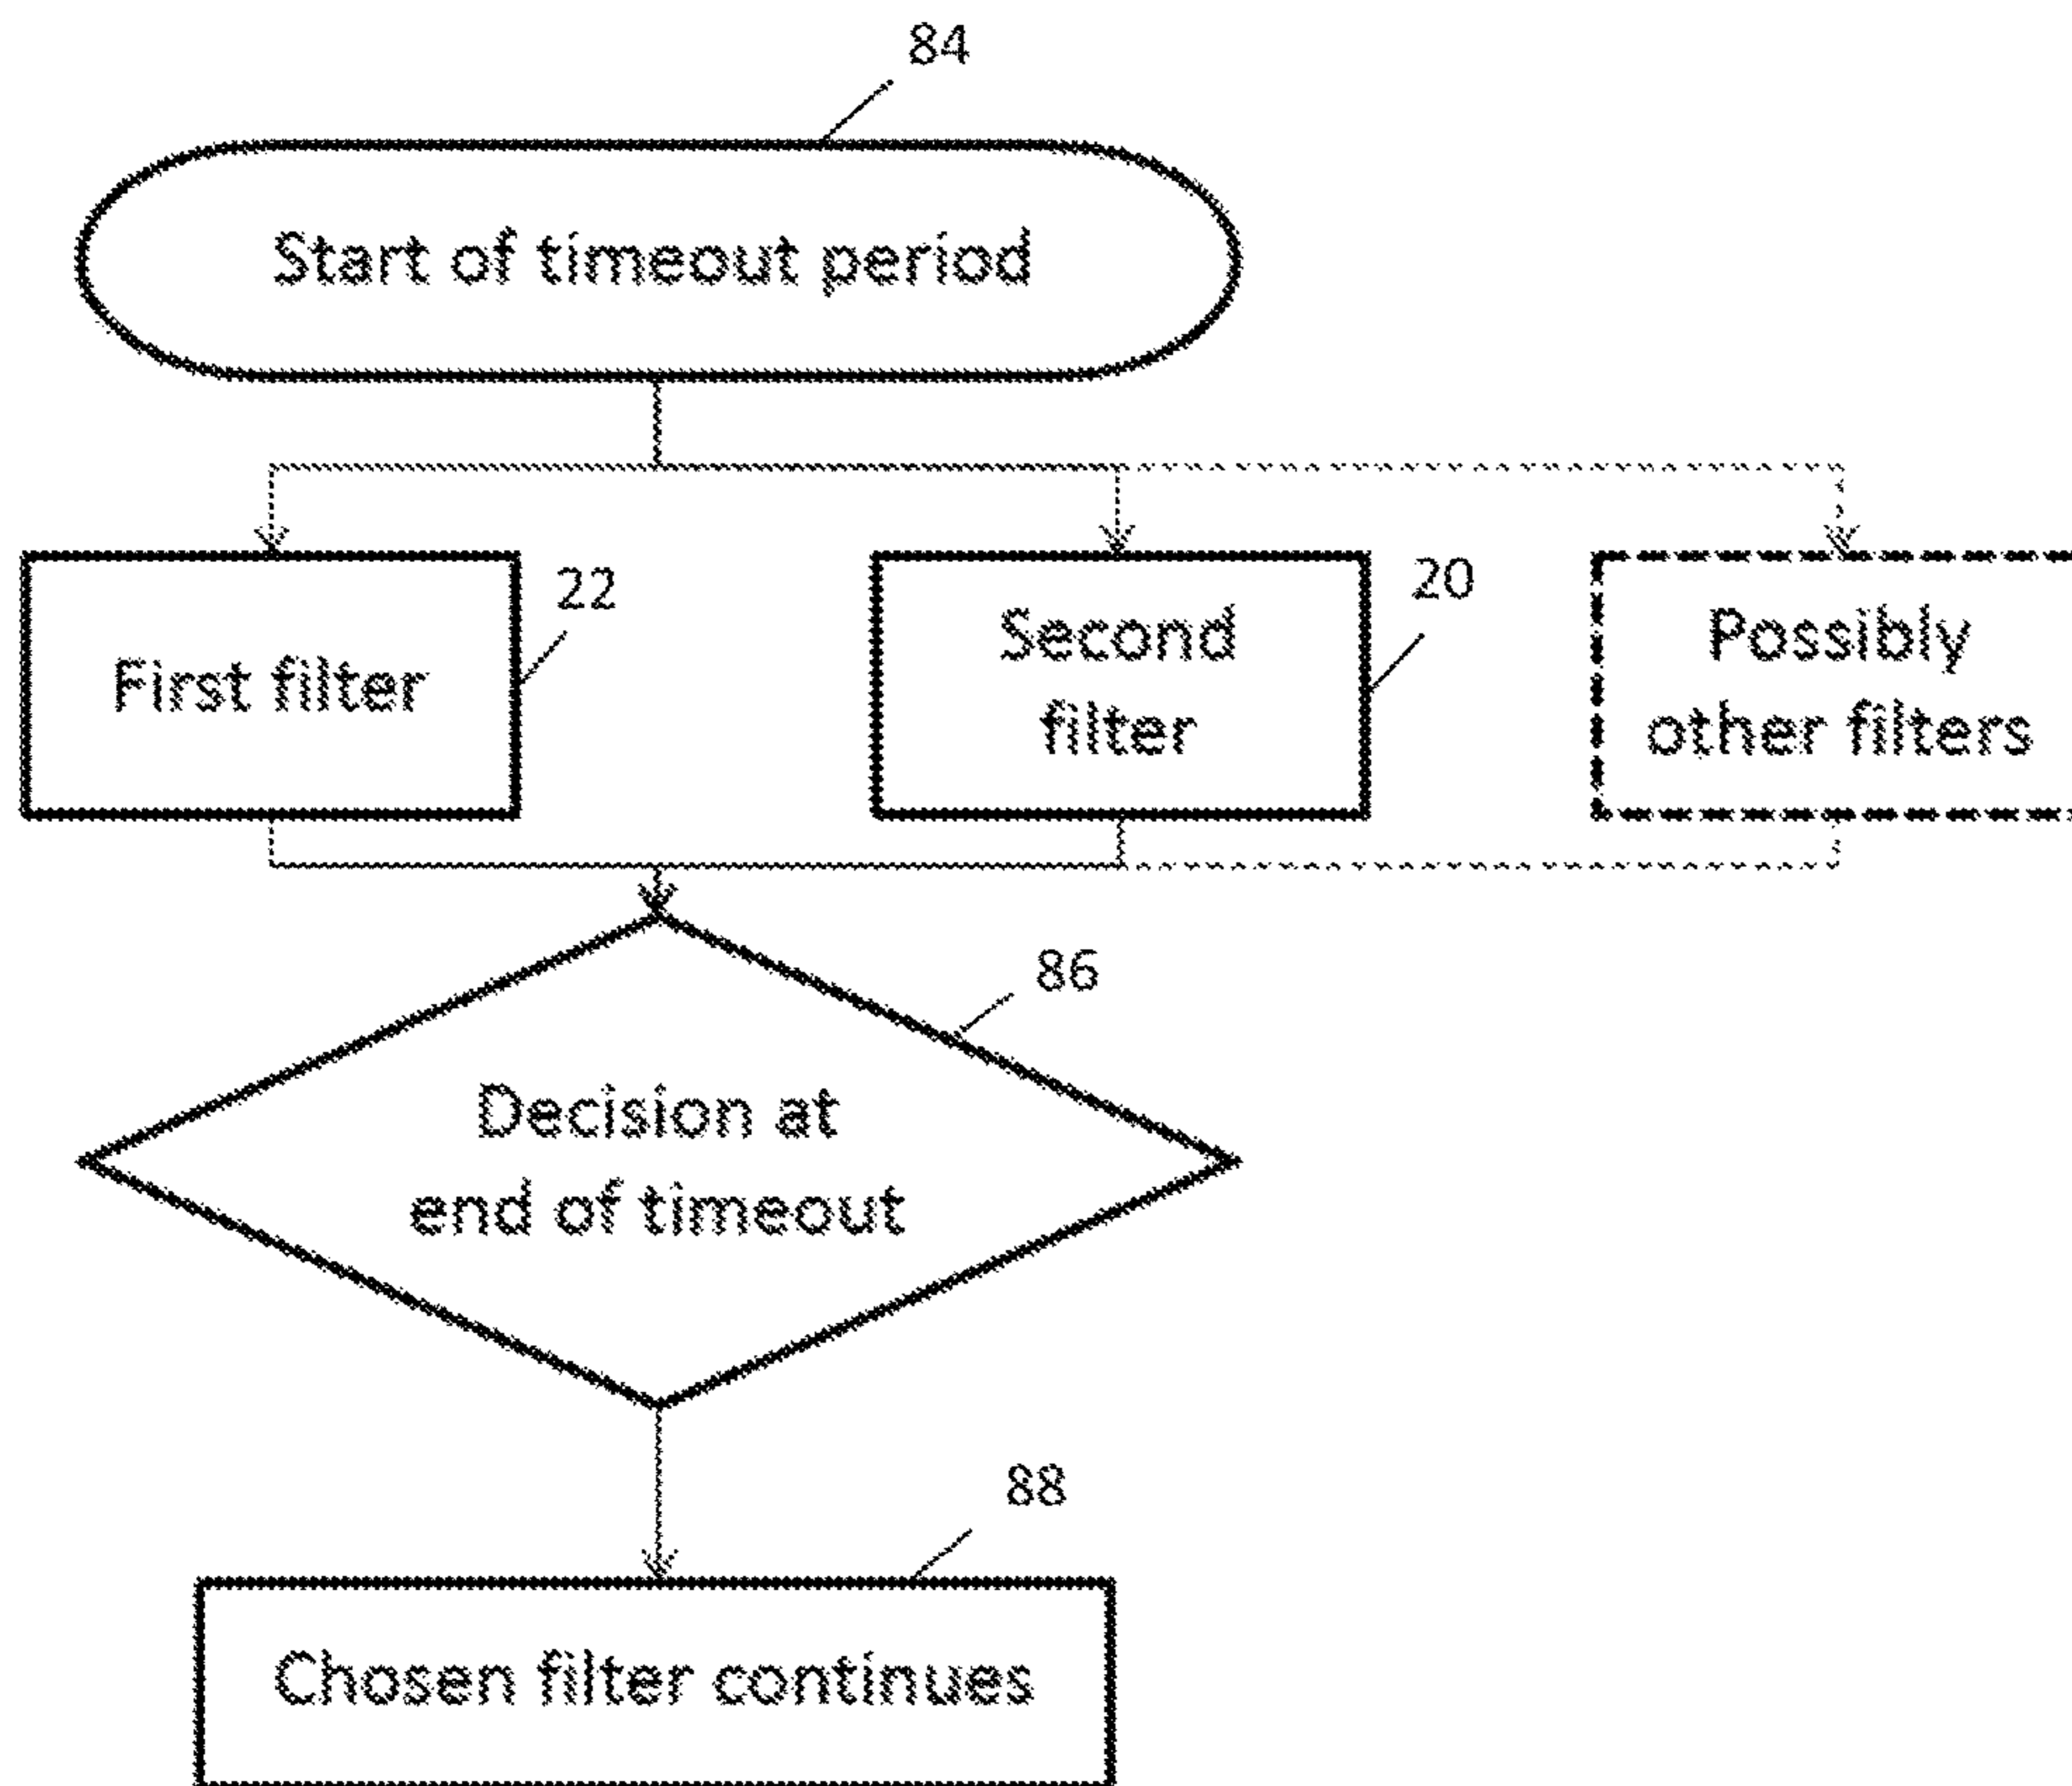 84
Start of timeout period
22
First filter
20
Second
filter
Possibly
other filters
86
Decision at
end of timeout
88
Chosen filter continues